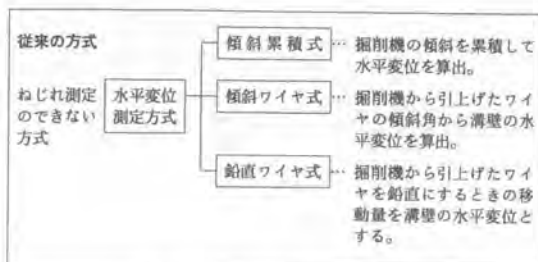 従来の方式
ねじれ測定
のできない
方式
水平変位
測定方式
傾斜累積式… 掘削機の傾斜を累積して
水平変位を算出。
傾斜ワイヤ式… 掘削機から引上げたワイ
ヤの傾斜角から溝壁の水
平変位を算出。
鉛直ワイヤ式… 掘削機から引上げたワイ
ヤを鉛直にするときの移
動量を溝壁の水平変位と
する。